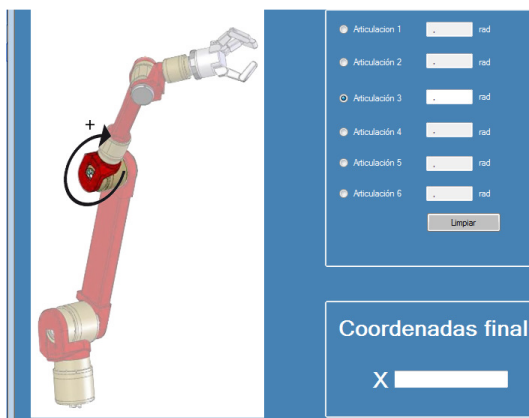 +
Articulacion 1 . rad
Articulación 2 . rad
Articulación 3 . rad
Articulación 4 . rad
Articulación 5 . rad
Articulación 6 . rad
Limpiar
Coordenadas final
X